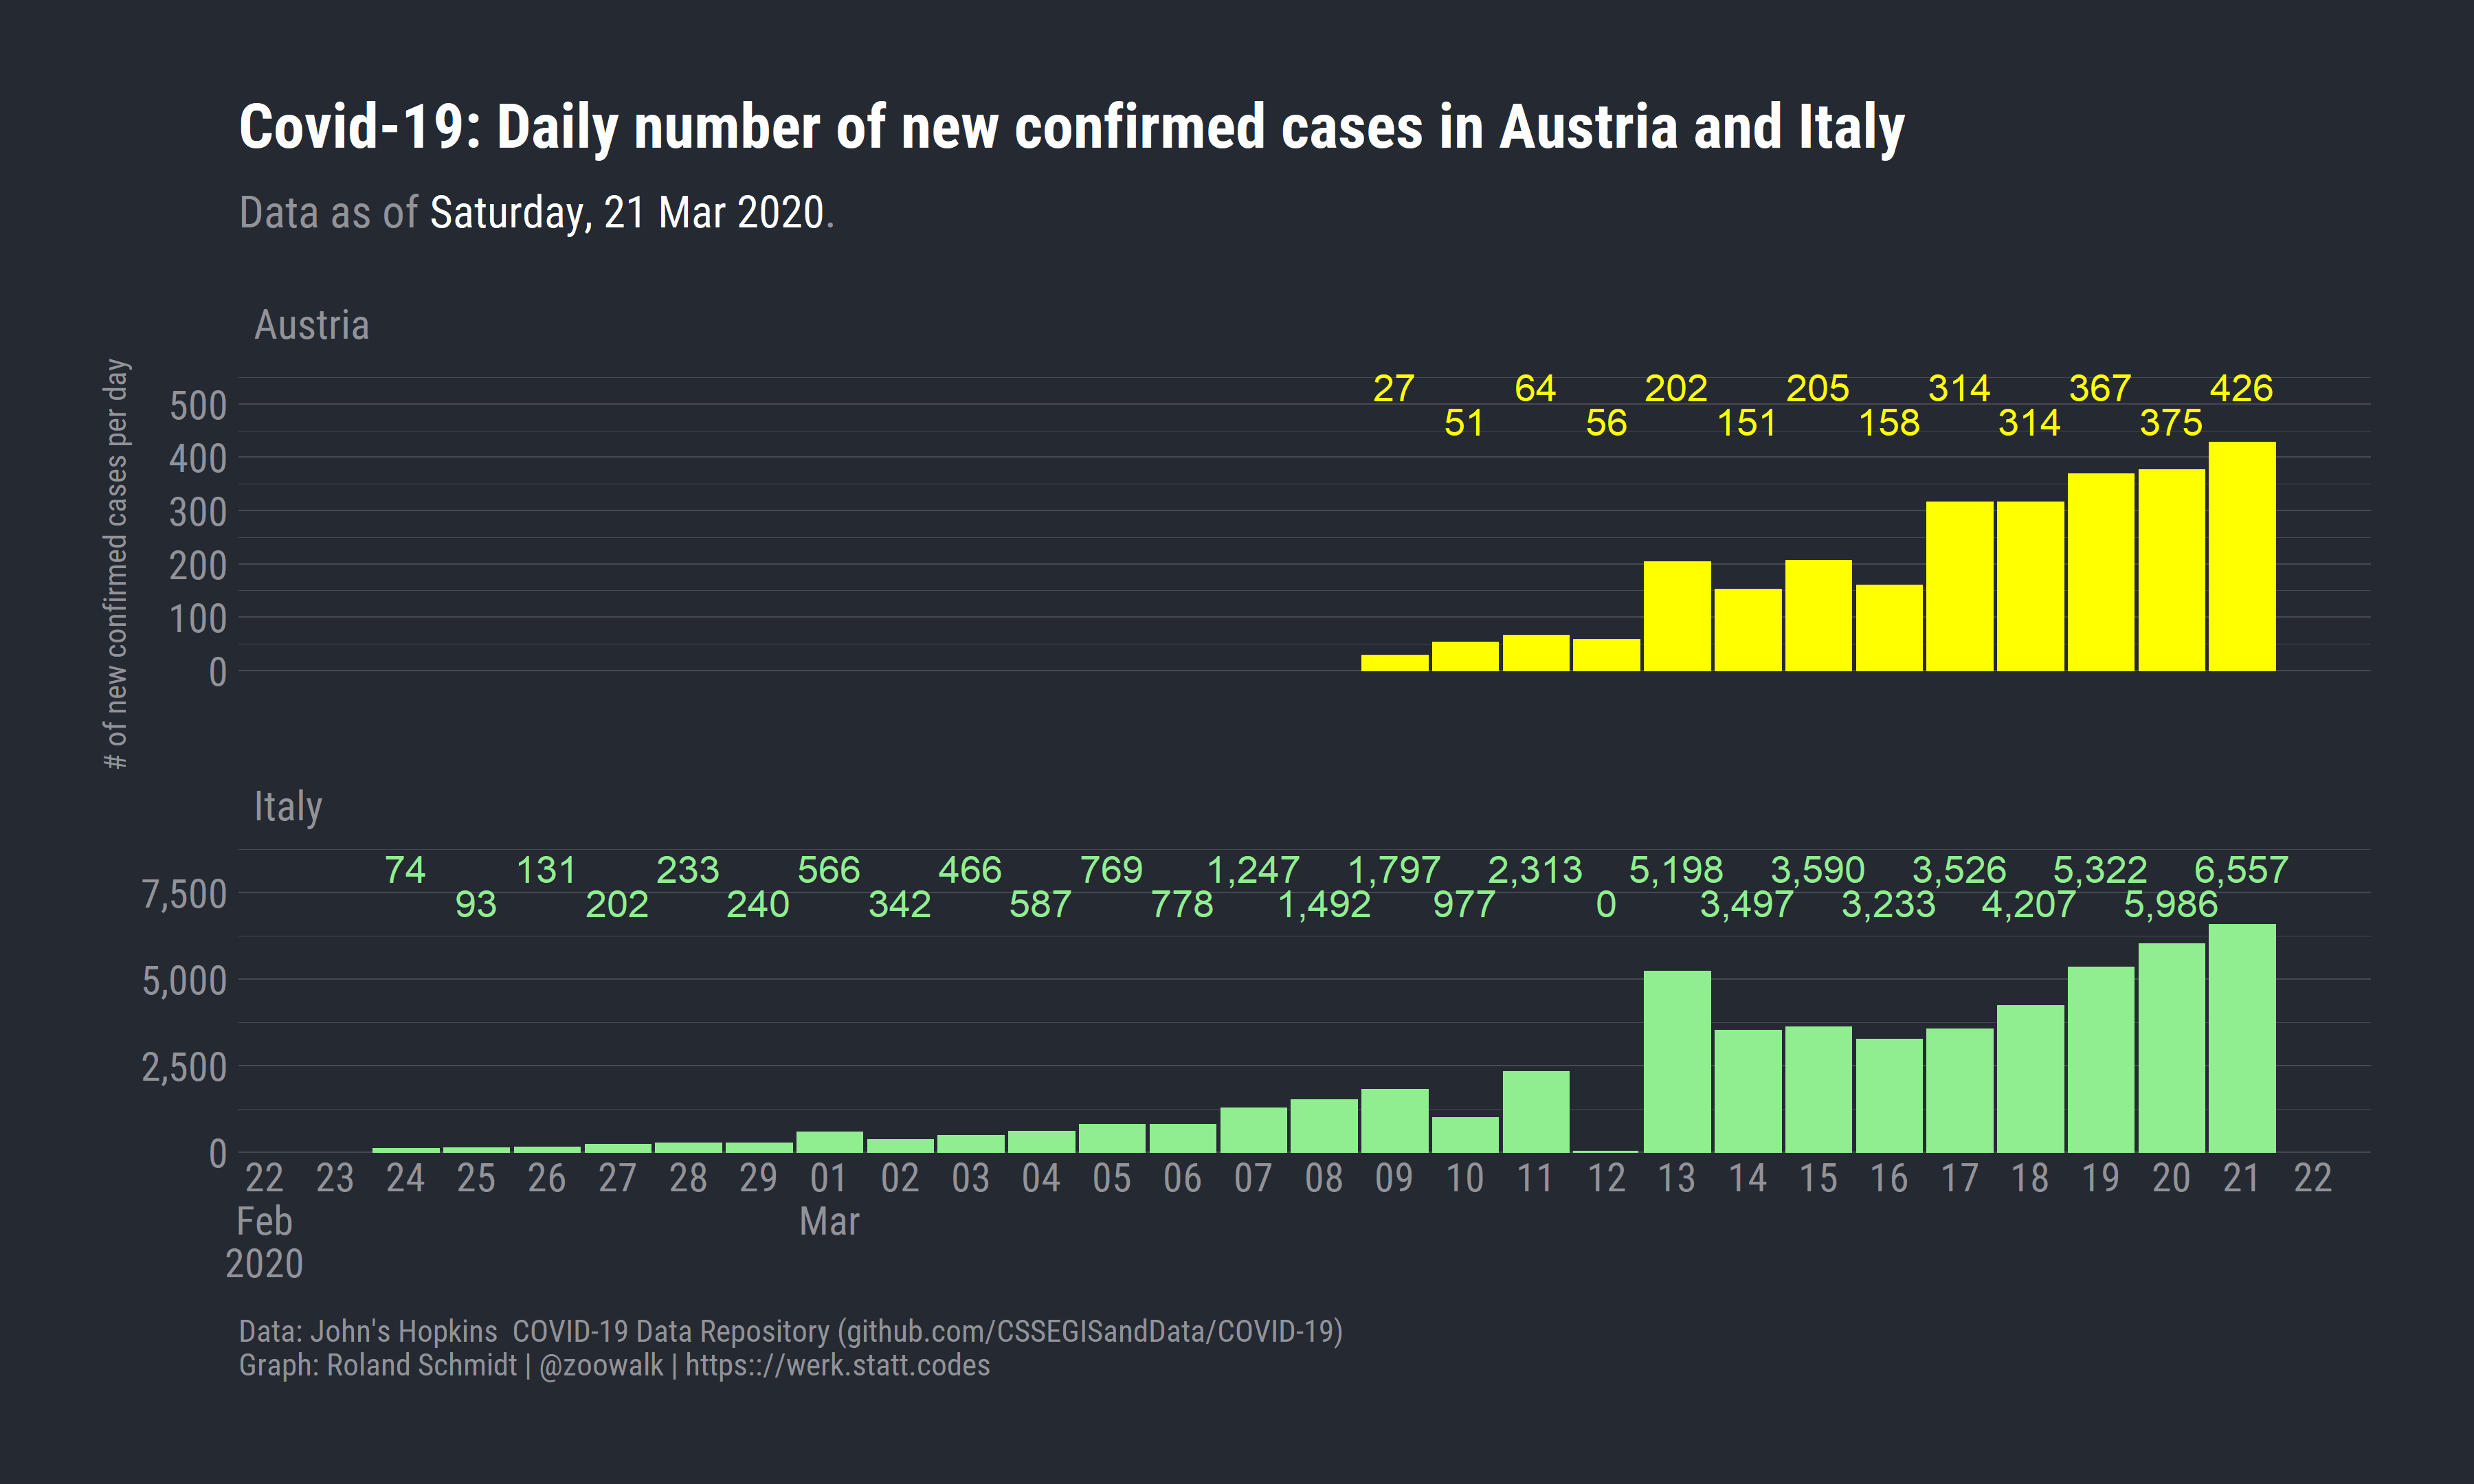 Covid-19: Daily number of new confirmed cases in Austria and Italy
Data as of Saturday, 21 Mar 2020.
# of new confirmed cases per day
Austria
27 64 202 205 314 367 426
51 56 151 158 314 375
500
400
300
200
100
0
Italy
74 131 233 566 466 769 1,247 1,797 2,313 5,198 3,590 3,526 5,322 6,557
93 202 240 342 587 778 1,492 977 0 3,497 3,233 4,207 5,986
7,500
5,000
2,500
0
22 23 24 25 26 27 28 29 01 02 03 04 05 06 07 08 09 10 11 12 13 14 15 16 17 18 19 20 21 22
Feb Mar
2020
Data: John's Hopkins  COVID-19 Data Repository (github.com/CSSEGISandData/COVID-19)
Graph: Roland Schmidt | @zoowalk | https:://werk.statt.codes